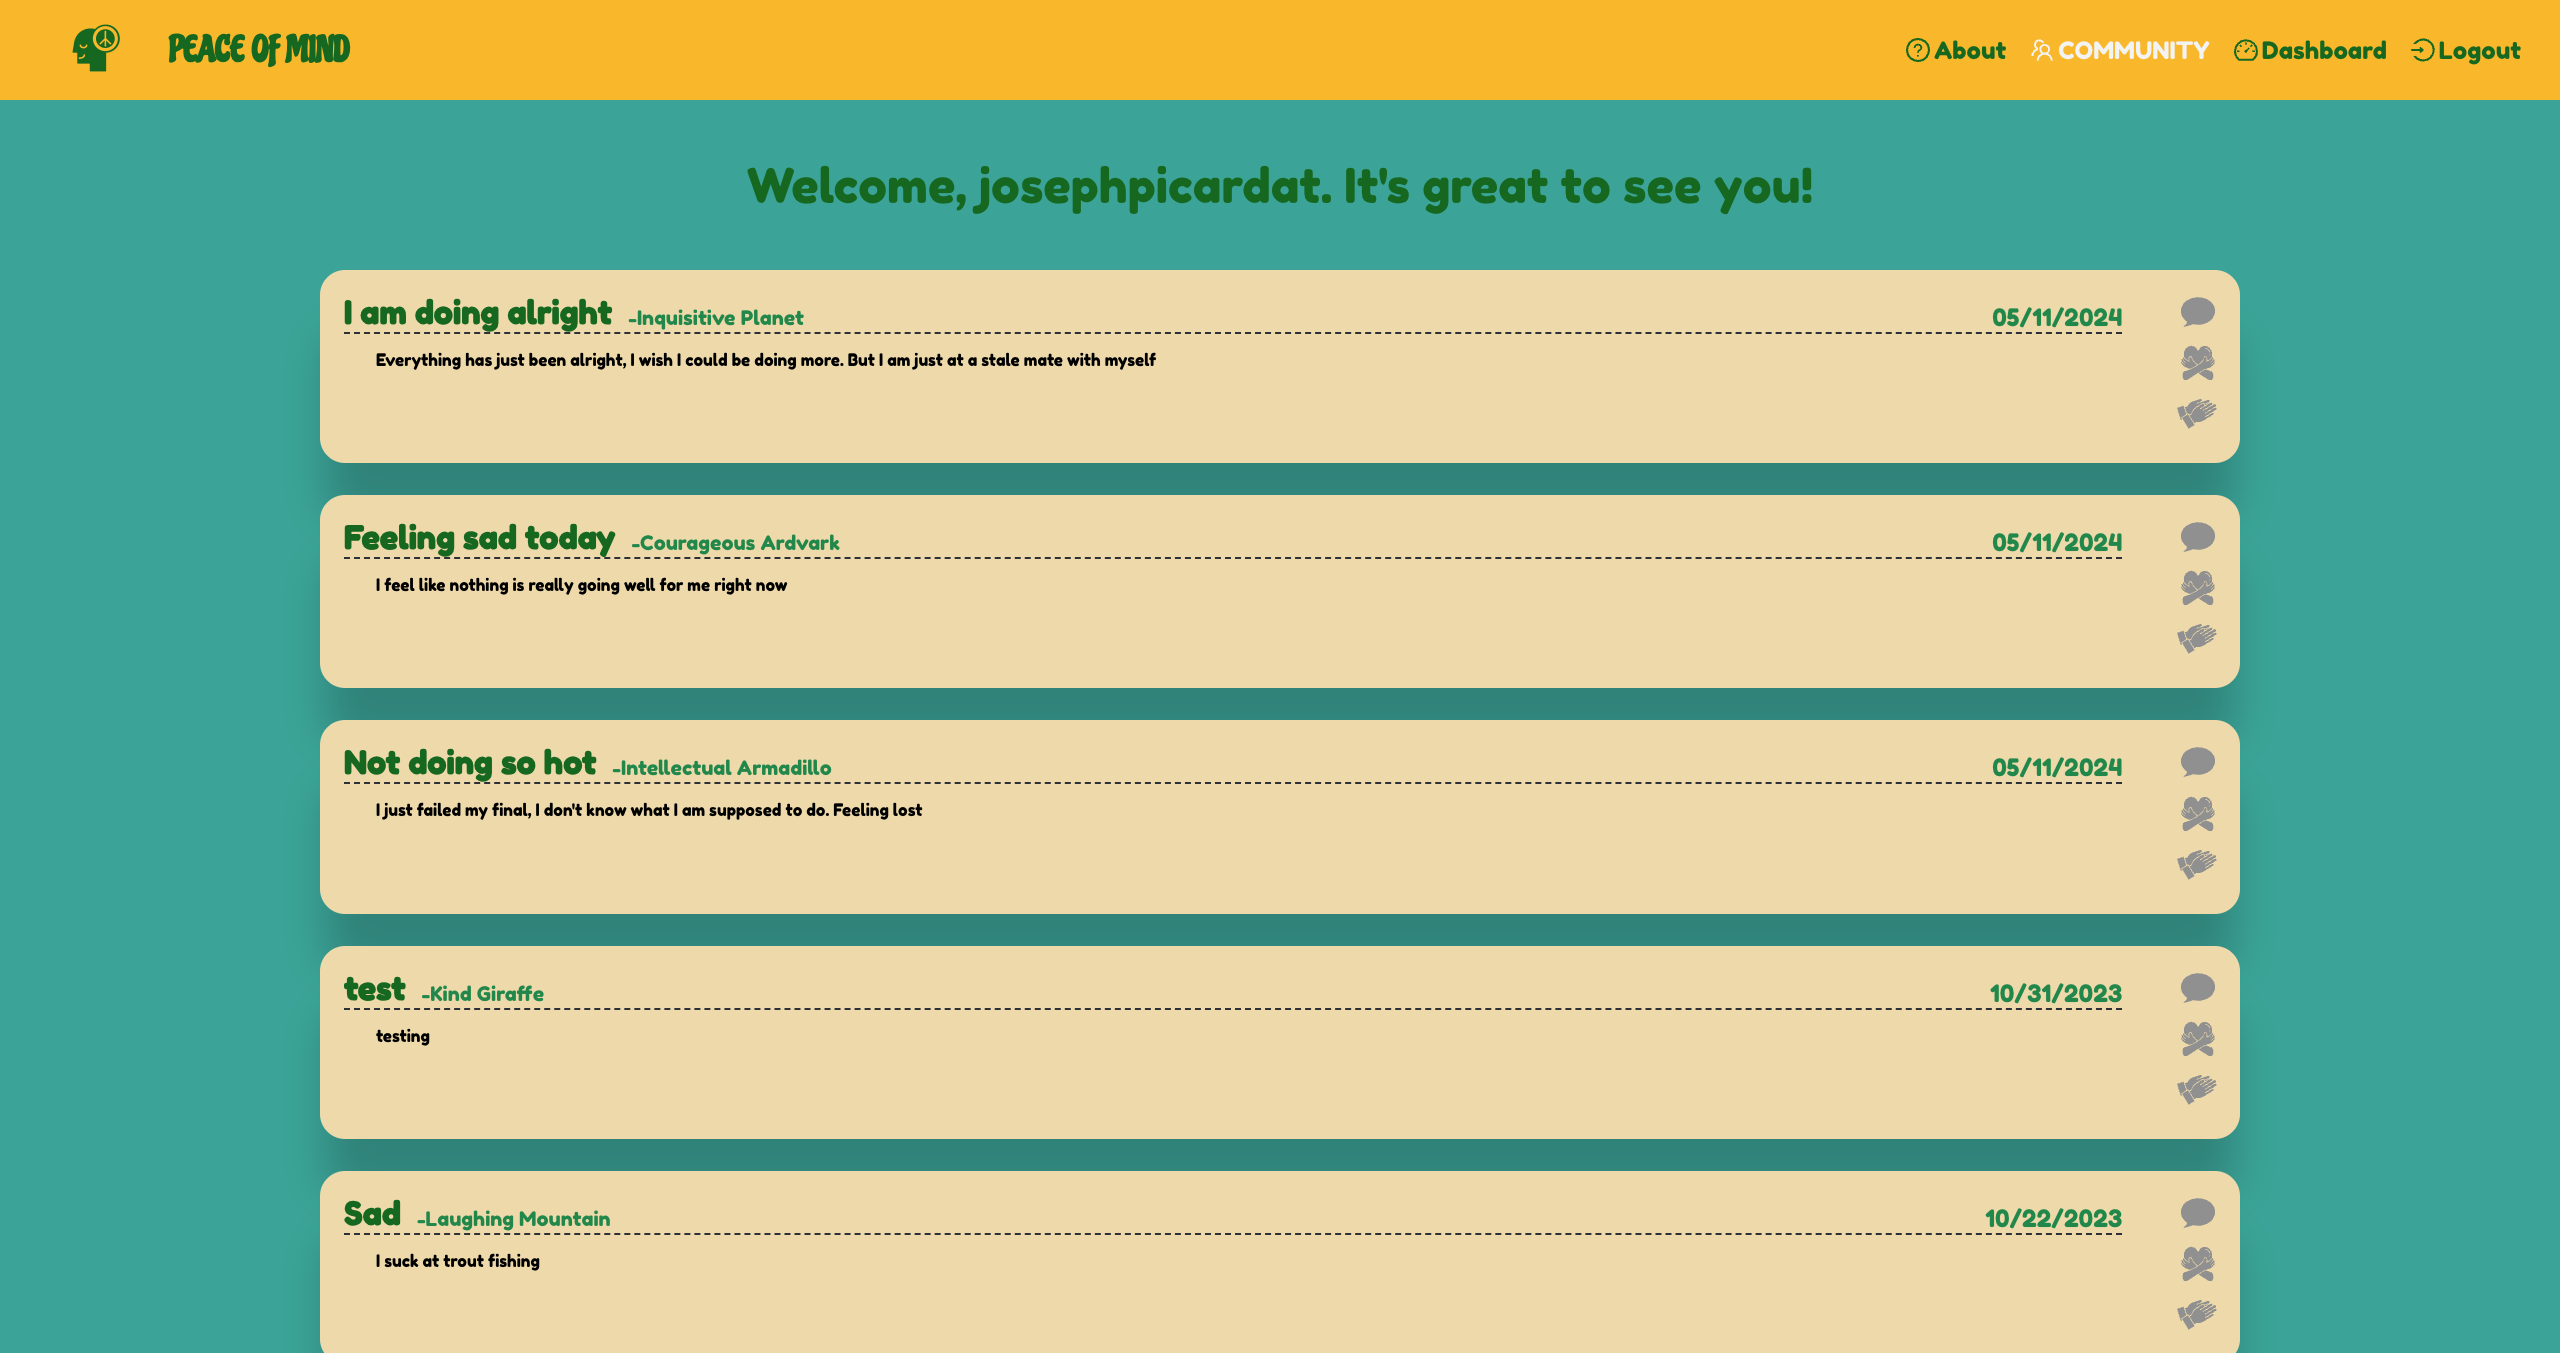 PEACE OF MIND
About COMMUNITY Dashboard Logout
Welcome, josephpicardat. It's great to see you!
I am doing alright -Inquisitive Planet 05/11/2024
Everything has just been alright, I wish I could be doing more. But I am just at a stale mate with myself
Feeling sad today -Courageous Ardvark 05/11/2024
I feel like nothing is really going well for me right now
Not doing so hot -Intellectual Armadillo 05/11/2024
I just failed my final, I don't know what I am supposed to do. Feeling lost
test -Kind Giraffe 10/31/2023
testing
Sad -Laughing Mountain 10/22/2023
I suck at trout fishing